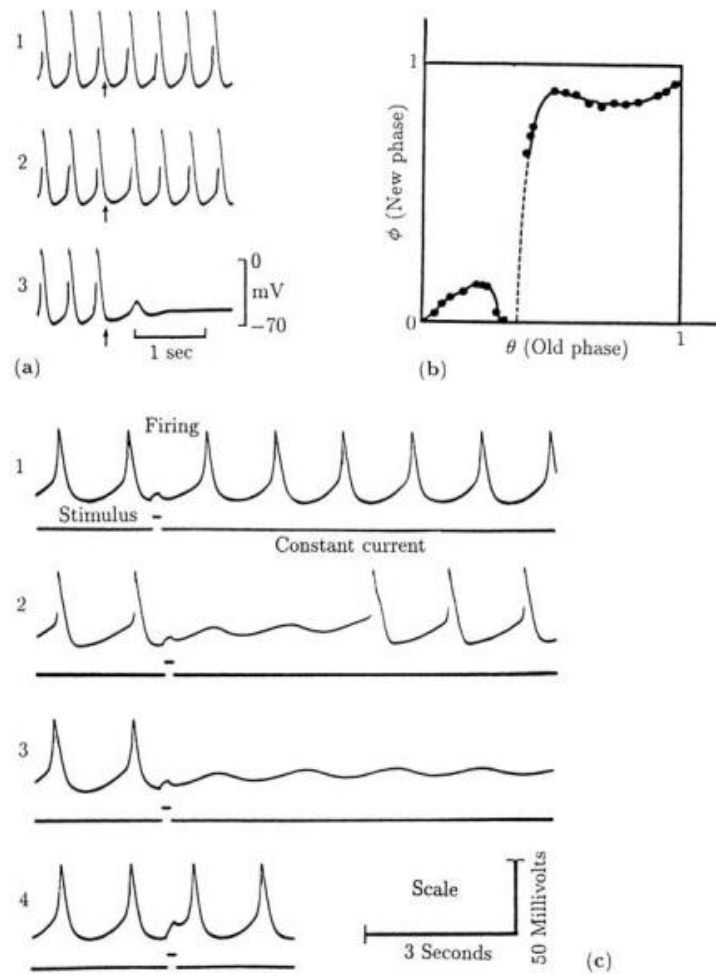 1
2
3
0
mV
−70
1 sec
(a)
1
ϕ (New phase)
0
θ (Old phase)
1
(b)
Firing
1
Stimulus
Constant current
2
3
4
Scale
3 Seconds
50 Millivolts
(c)